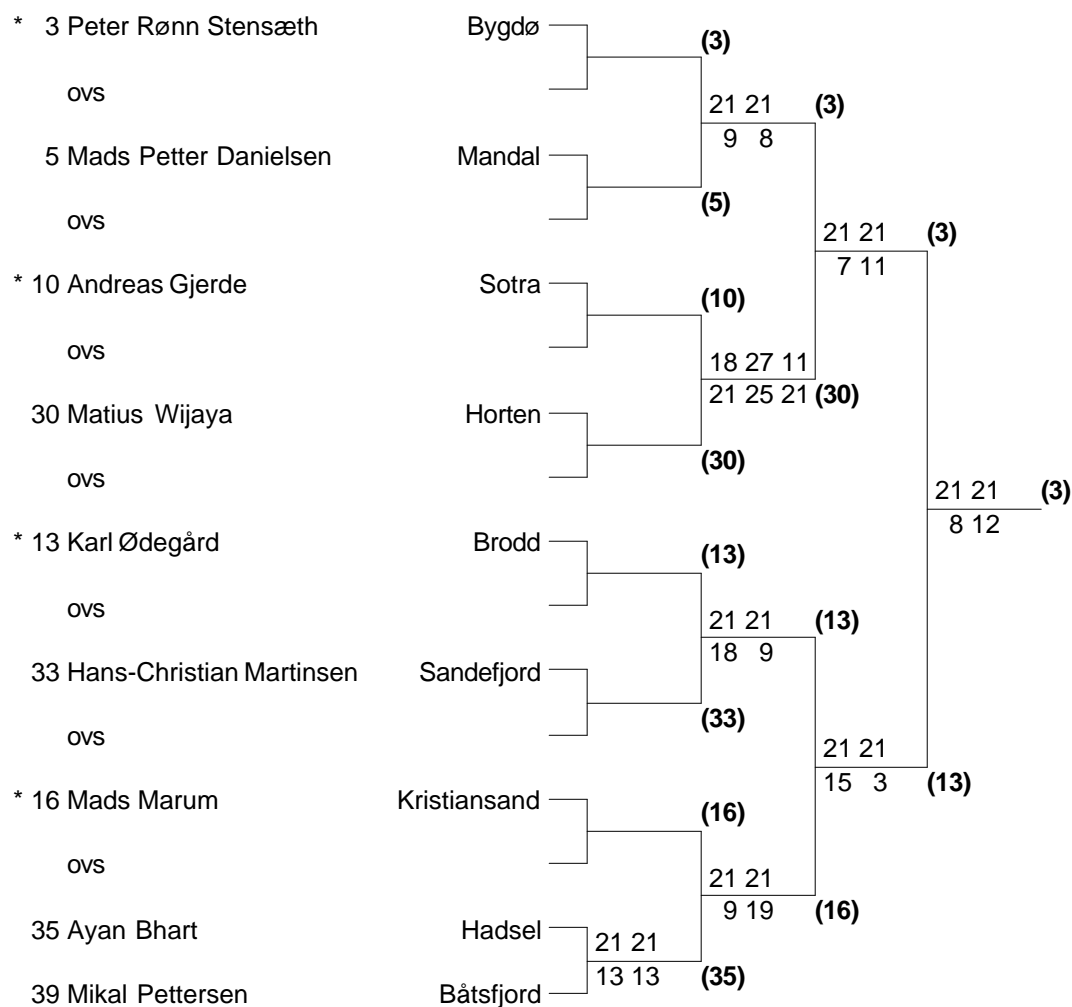 * 3 Peter Rønn Stensæth Bygdø
(3)
ovs
21 21 (3)
9 8
5 Mads Petter Danielsen Mandal
(5)
ovs
21 21 (3)
7 11
* 10 Andreas Gjerde Sotra
(10)
ovs
18 27 11
21 25 21 (30)
30 Matius Wijaya Horten
(30)
ovs
21 21 (3)
8 12
* 13 Karl Ødegård Brodd
(13)
ovs
21 21 (13)
18 9
33 Hans-Christian Martinsen Sandefjord
(33)
ovs
21 21
15 3 (13)
* 16 Mads Marum Kristiansand
(16)
ovs
21 21
9 19 (16)
35 Ayan Bhart Hadsel
21 21
13 13 (35)
39 Mikal Pettersen Båtsfjord